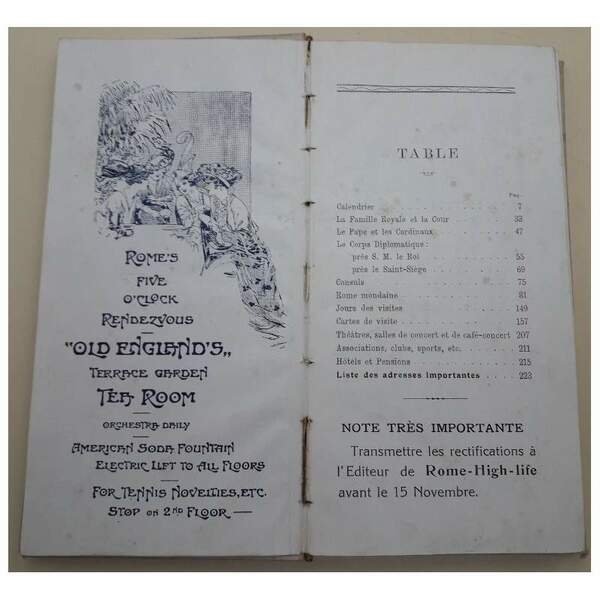 ROME'S
FIVE
O'CLOCK
RENDEZVOUS
"OLD ENGLAND'S„
TERRACE GARDEN
TEA ROOM
ORCHESTRA DAILY
AMERICAN SODA FOUNTAIN
ELECTRIC LIFT TO ALL FLOORS
FOR TENNIS NOVELTIES, ETC.
STOP ON 2ND FLOOR
TABLE
Pag.
Calendrier 7
La Famille Royale et la Cour 33
Le Pape et les Cardinaux 47
Le Corps Diplomatique:
près S. M. le Roi 55
près le Saint-Siège 69
Consuls 75
Rome mondaine 81
Jours des visites 149
Cartes de visite 157
Théâtres, salles de concert et de café-concert 207
Associations, clubs, sports, etc. 211
Hôtels et Pensions 215
Liste des adresses importantes 223
NOTE TRÈS IMPORTANTE
Transmettre les rectifications à
l'Editeur de Rome-High-life
avant le 15 Novembre.